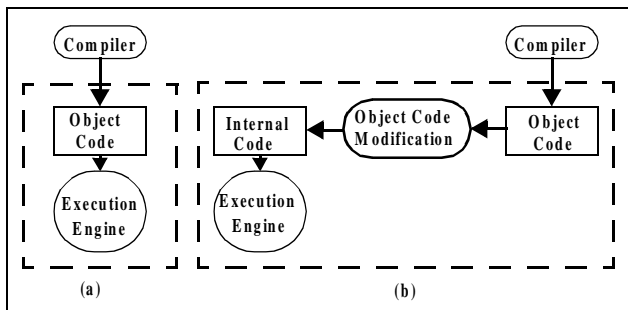 Compiler
Object
Code
Execution
Engine
(a)
Compiler
Object
Code
Object Code
Modification
Internal
Code
Execution
Engine
(b)